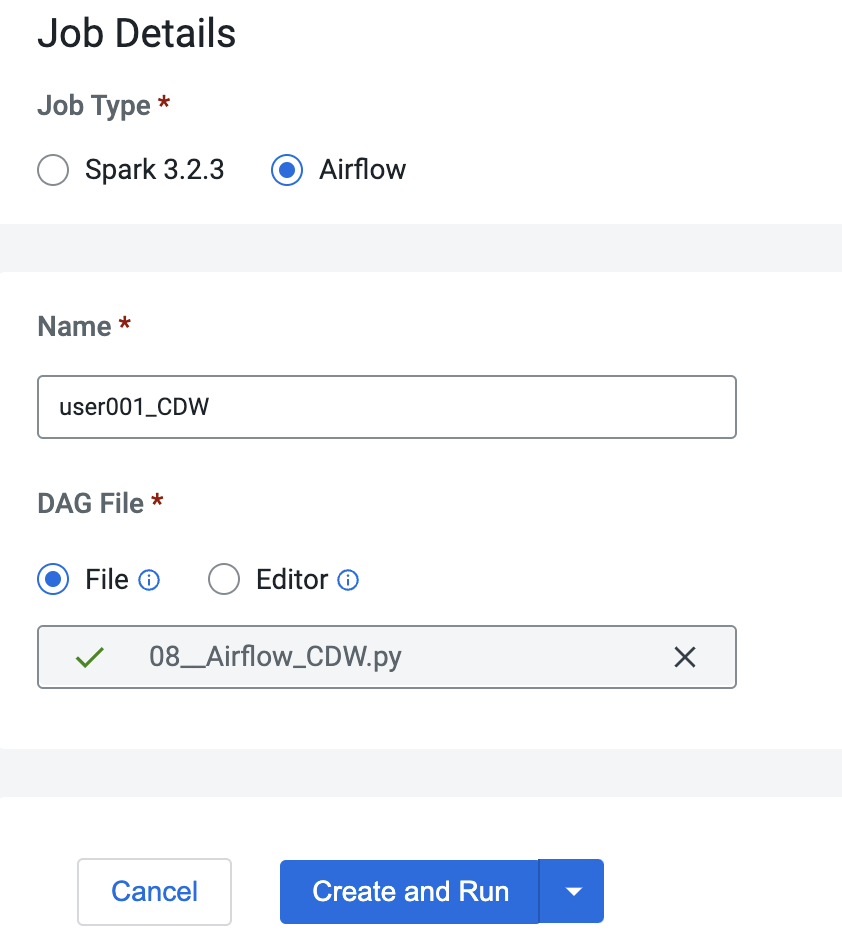 Job Details
Job Type *
Spark 3.2.3 Airflow
Name *
user001_CDW
DAG File *
File Editor
08__Airflow_CDW.py
Cancel Create and Run